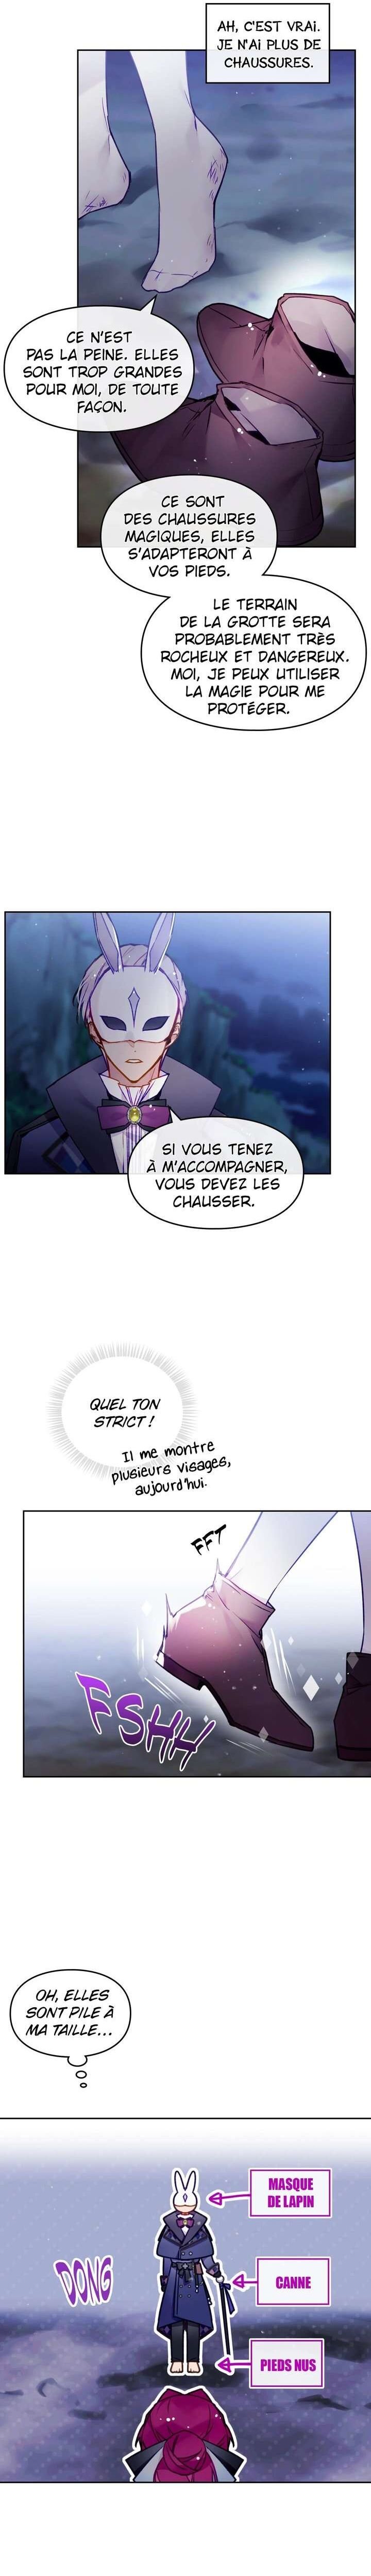 AH, C'EST VRAI.
JE N'AI PLUS DE
CHAUSSURES.
CE N'EST
PAS LA PEINE. ELLES
SONT TROP GRANDES
POUR MOI, DE TOUTE
FAÇON.
CE SONT
DES CHAUSSURES
MAGIQUES, ELLES
S'ADAPTERONT À
VOS PIEDS.
LE TERRAIN
DE LA GROTTE SERA
PROBABLEMENT TRÈS
ROCHEUX ET DANGEREUX.
MOI, JE PEUX UTILISER
LA MAGIE POUR ME
PROTÉGER.
SI VOUS TENEZ
À M'ACCOMPAGNER,
VOUS DEVEZ LES
CHAUSSER.
QUEL TON
STRICT !
Il me montre
plusieurs visages,
aujourd'hui.
FFT
FSHH
OH, ELLES
SONT PILE À
MA TAILLE...
MASQUE
DE LAPIN
DONG
CANNE
PIEDS NUS